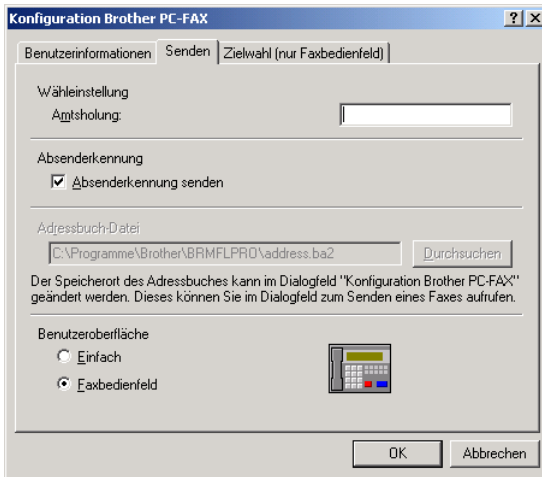 Konfiguration Brother PC-FAX
Benutzerinformationen Senden Zielwahl (nur Faxbedienfeld)
Wähleinstellung
Amtsholung:
Absenderkennung
Absenderkennung senden
Adressbuch-Datei
C:\Programme\Brother\BRMFLPRO\address.ba2 Durchsuchen
Der Speicherort des Adressbuches kann im Dialogfeld "Konfiguration Brother PC-FAX"
geändert werden. Dieses können Sie im Dialogfeld zum Senden eines Faxes aufrufen.
Benutzeroberfläche
Einfach
Faxbedienfeld
OK Abbrechen